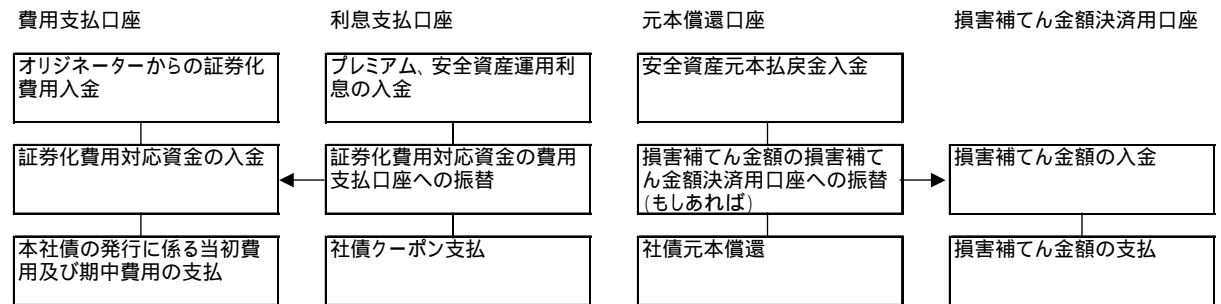 費用支払口座
利息支払口座
元本償還口座
損害補てん金額決済用口座
オリジネーターからの証券化
費用入金
プレミアム、安全資産運用利
息の入金
安全資産元本払戻金入金
証券化費用対応資金の入金
証券化費用対応資金の費用
支払口座への振替
損害補てん金額の損害補て
ん金額決済用口座への振替
(もしあれば)
損害補てん金額の入金
本社債の発行に係る当初費
用及び期中費用の支払
社債クーポン支払
社債元本償還
損害補てん金額の支払